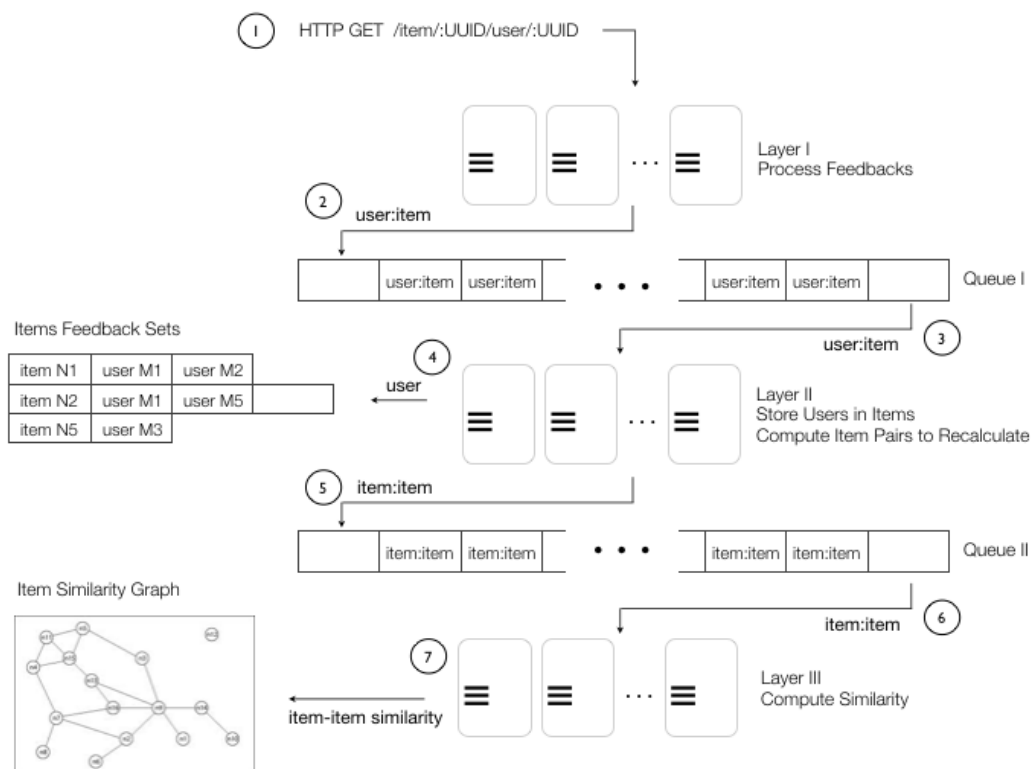 1 HTTP GET /item/:UUID/user/:UUID
Layer I
Process Feedbacks
2
user:item
user:item user:item user:item user:item
Queue I
3
user:item
Items Feedback Sets
item N1 user M1 user M2
item N2 user M1 user M5
item N5 user M3
4
user
Layer II
Store Users in Items
Compute Item Pairs to Recalculate
5
item:item
item:item item:item item:item item:item
Queue II
6
item:item
Item Similarity Graph
7
item-item similarity
Layer III
Compute Similarity